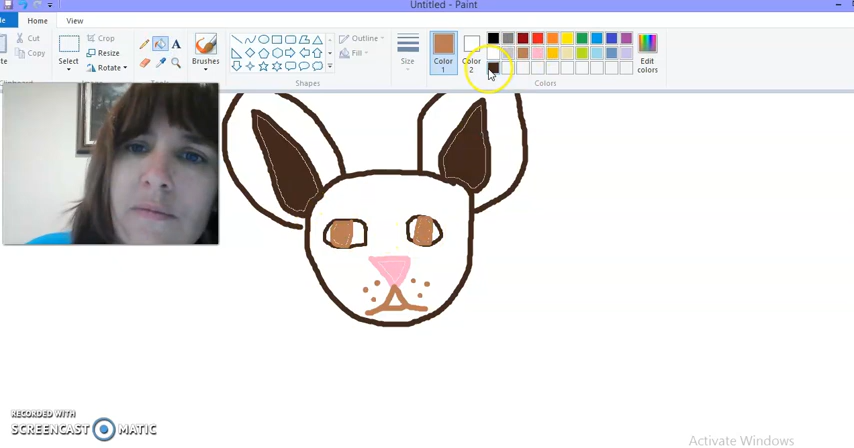 Untitled - Paint
Home View
Cut
Copy
Crop
Resize
Rotate
Select
A
Brushes
Outline
Fill
Size
Color 1
Color 2
Edit colors
Shapes
Colors
RECORDED WITH
SCREENCAST MATIC
Activate Windows